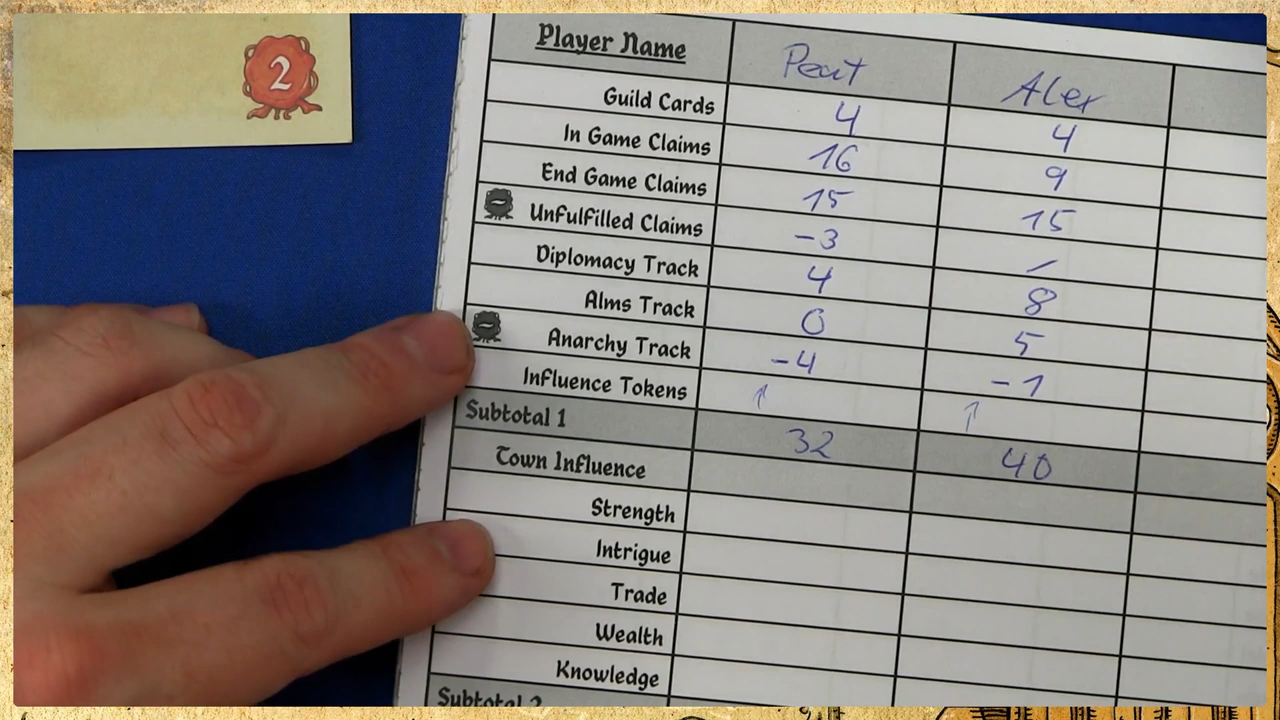 2
Player Name Peat Alex
Guild Cards 4 4
In Game Claims 16 9
End Game Claims 15 15
Unfulfilled Claims -3 /
Diplomacy Track 4 8
Alms Track 0 5
Anarchy Track -4 -1
Influence Tokens ↑ ↑
Subtotal 1 32 40
Town Influence
Strength
Intrigue
Trade
Wealth
Knowledge
Subtotal 2